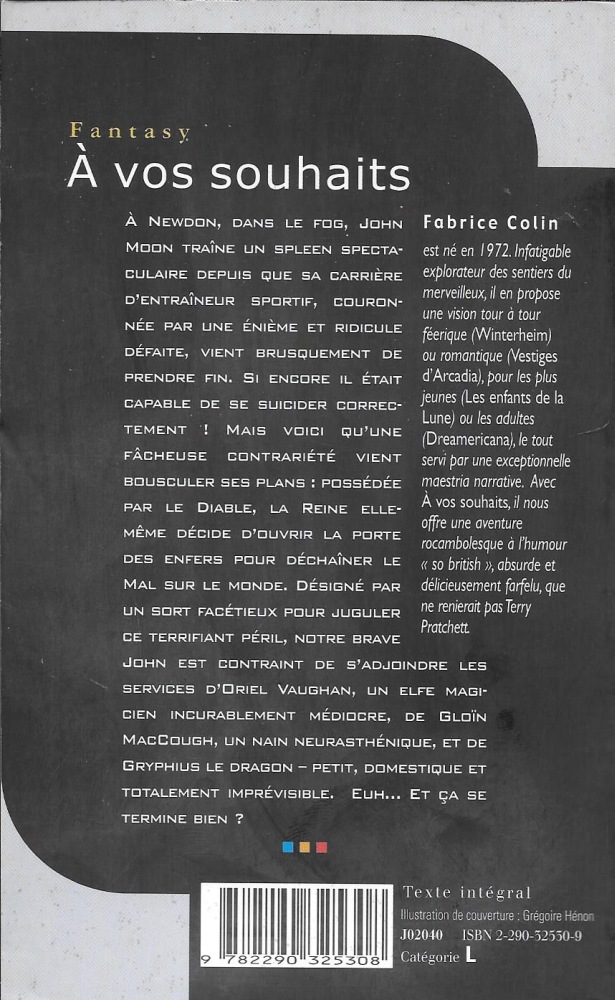 Fantasy
À vos souhaits
À NEWDON, DANS LE FOG, JOHN
MOON TRAÎNE UN SPLEEN SPECTA-
CULAIRE DEPUIS QUE SA CARRIÈRE
D'ENTRAÎNEUR SPORTIF, COURON-
NÉE PAR UNE ÉNIÈME ET RIDICULE
DÉFAITE, VIENT BRUSQUEMENT DE
PRENDRE FIN. SI ENCORE IL ÉTAIT
CAPABLE DE SE SUICIDER CORREC-
TEMENT ! MAIS VOICI QU'UNE
FÂCHEUSE CONTRARIÉTÉ VIENT
BOUSCULER SES PLANS : POSSÉDÉE
PAR LE DIABLE, LA REINE ELLE-
MÊME DÉCIDE D'OUVRIR LA PORTE
DES ENFERS POUR DÉCHAÎNER LE
MAL SUR LE MONDE. DÉSIGNÉ PAR
UN SORT FACÉTIEUX POUR JUGULER
CE TERRIFIANT PÉRIL, NOTRE BRAVE
JOHN EST CONTRAINT DE S'ADJOINDRE LES
SERVICES D'ORIEL VAUGHAN, UN ELFE MAGI-
CIEN INCURABLEMENT MÉDIOCRE, DE GLOÏN
MACCOUGH, UN NAIN NEURASTHÉNIQUE, ET DE
GRYPHIUS LE DRAGON – PETIT, DOMESTIQUE ET
TOTALEMENT IMPRÉVISIBLE. EUH... ET ÇA SE
TERMINE BIEN ?
Fabrice Colin
est né en 1972. Infatigable
explorateur des sentiers du
merveilleux, il en propose
une vision tour à tour
féerique (Winterheim)
ou romantique (Vestiges
d'Arcadia), pour les plus
jeunes (Les enfants de la
Lune) ou les adultes
(Dreamericana), le tout
servi par une exceptionnelle
maestria narrative. Avec
À vos souhaits, il nous
offre une aventure
rocambolesque à l'humour
« so british », absurde et
délicieusement farfelu, que
ne renierait pas Terry
Pratchett.
Texte intégral
Illustration de couverture : Grégoire Hénon
J02040 ISBN 2-290-32530-9
Catégorie L
9 782290 325308